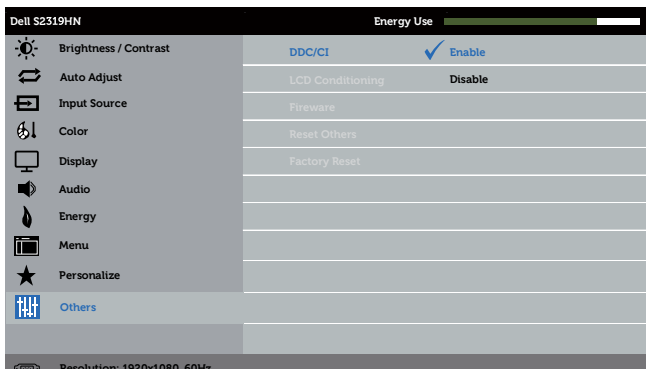 Dell S2319HN Energy Use
Brightness / Contrast
DDC/CI Enable
Auto Adjust
LCD Conditioning Disable
Input Source
Fireware
Color
Reset Others
Display
Factory Reset
Audio
Energy
Menu
Personalize
Others
Resolution: 1920x1080, 60Hz